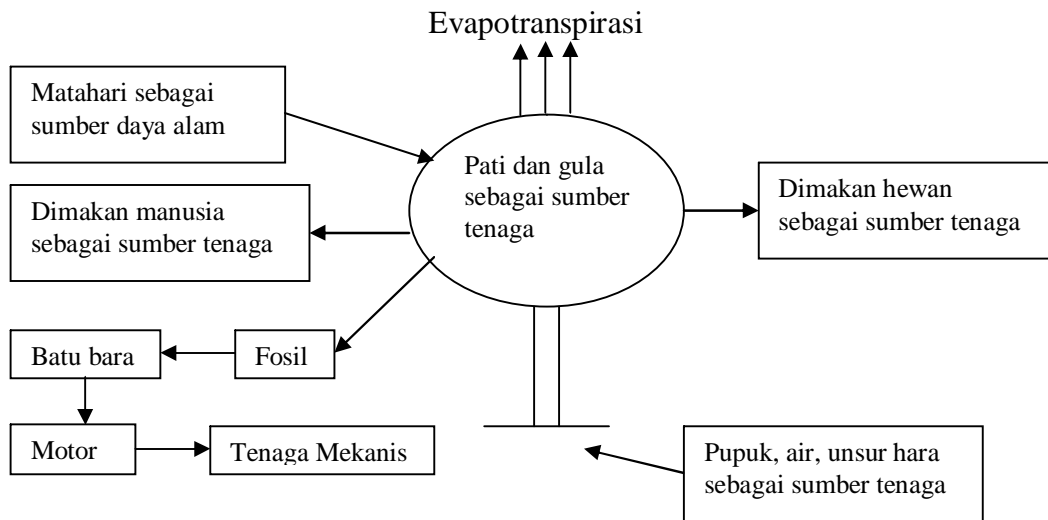 Evapotranspirasi
Matahari sebagai
sumber daya alam
Pati dan gula
sebagai sumber
tenaga
Dimakan manusia
sebagai sumber tenaga
Dimakan hewan
sebagai sumber tenaga
Batu bara
Fosil
Motor
Tenaga Mekanis
Pupuk, air, unsur hara
sebagai sumber tenaga